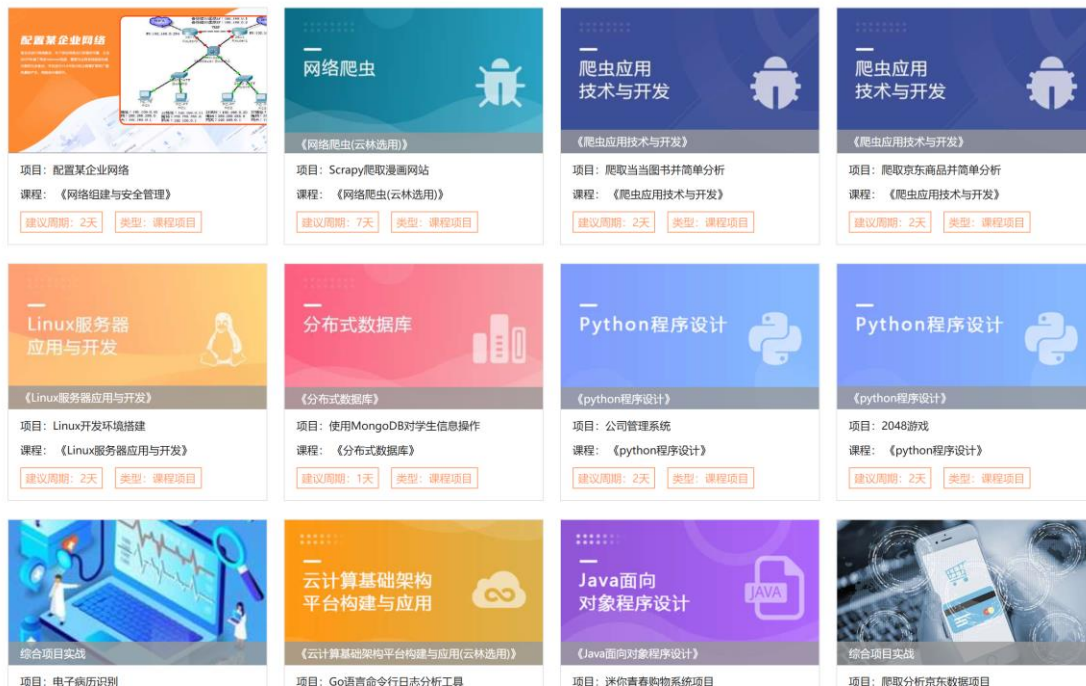 配置某企业网络
项目：配置某企业网络
课程：《网络组建与安全管理》
建议周期：2天
类型：课程项目
网络爬虫
《网络爬虫(云林选用)》
项目：Scrapy爬取漫画网站
课程：《网络爬虫(云林选用)》
建议周期：7天
类型：课程项目
爬虫应用
技术与开发
《爬虫应用技术与开发》
项目：爬取当当图书并简单分析
课程：《爬虫应用技术与开发》
建议周期：2天
类型：课程项目
爬虫应用
技术与开发
《爬虫应用技术与开发》
项目：爬取京东商品并简单分析
课程：《爬虫应用技术与开发》
建议周期：2天
类型：课程项目
Linux服务器
应用与开发
《Linux服务器应用与开发》
项目：Linux开发环境搭建
课程：《Linux服务器应用与开发》
建议周期：2天
类型：课程项目
分布式数据库
《分布式数据库》
项目：使用MongoDB对学生信息操作
课程：《分布式数据库》
建议周期：1天
类型：课程项目
Python程序设计
《python程序设计》
项目：公司管理系统
课程：《python程序设计》
建议周期：2天
类型：课程项目
Python程序设计
《python程序设计》
项目：2048游戏
课程：《python程序设计》
建议周期：2天
类型：课程项目
综合项目实战
项目：电子病历识别
云计算基础架构
平台构建与应用
《云计算基础架构平台构建与应用(云林选用)》
项目：Go语言命令行日志分析工具
Java面向
对象程序设计
JAVA
《Java面向对象程序设计》
项目：迷你青春购物系统项目
综合项目实战
项目：爬取分析京东数据项目